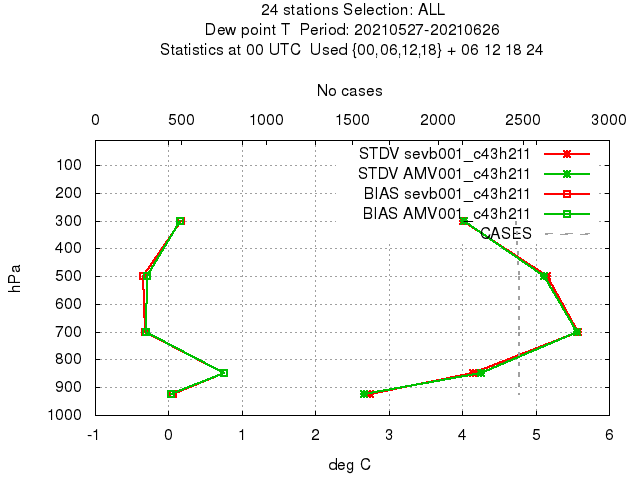 24 stations Selection: ALL
Dew point T  Period: 20210527-20210626
Statistics at 00 UTC  Used {00,06,12,18} + 06 12 18 24
No cases
0 500 1000 1500 2000 2500 3000
STDV sevb001_c43h211
STDV AMV001_c43h211
BIAS sevb001_c43h211
BIAS AMV001_c43h211
CASES
hPa
100
200
300
400
500
600
700
800
900
1000
-1 0 1 2 3 4 5 6
deg C